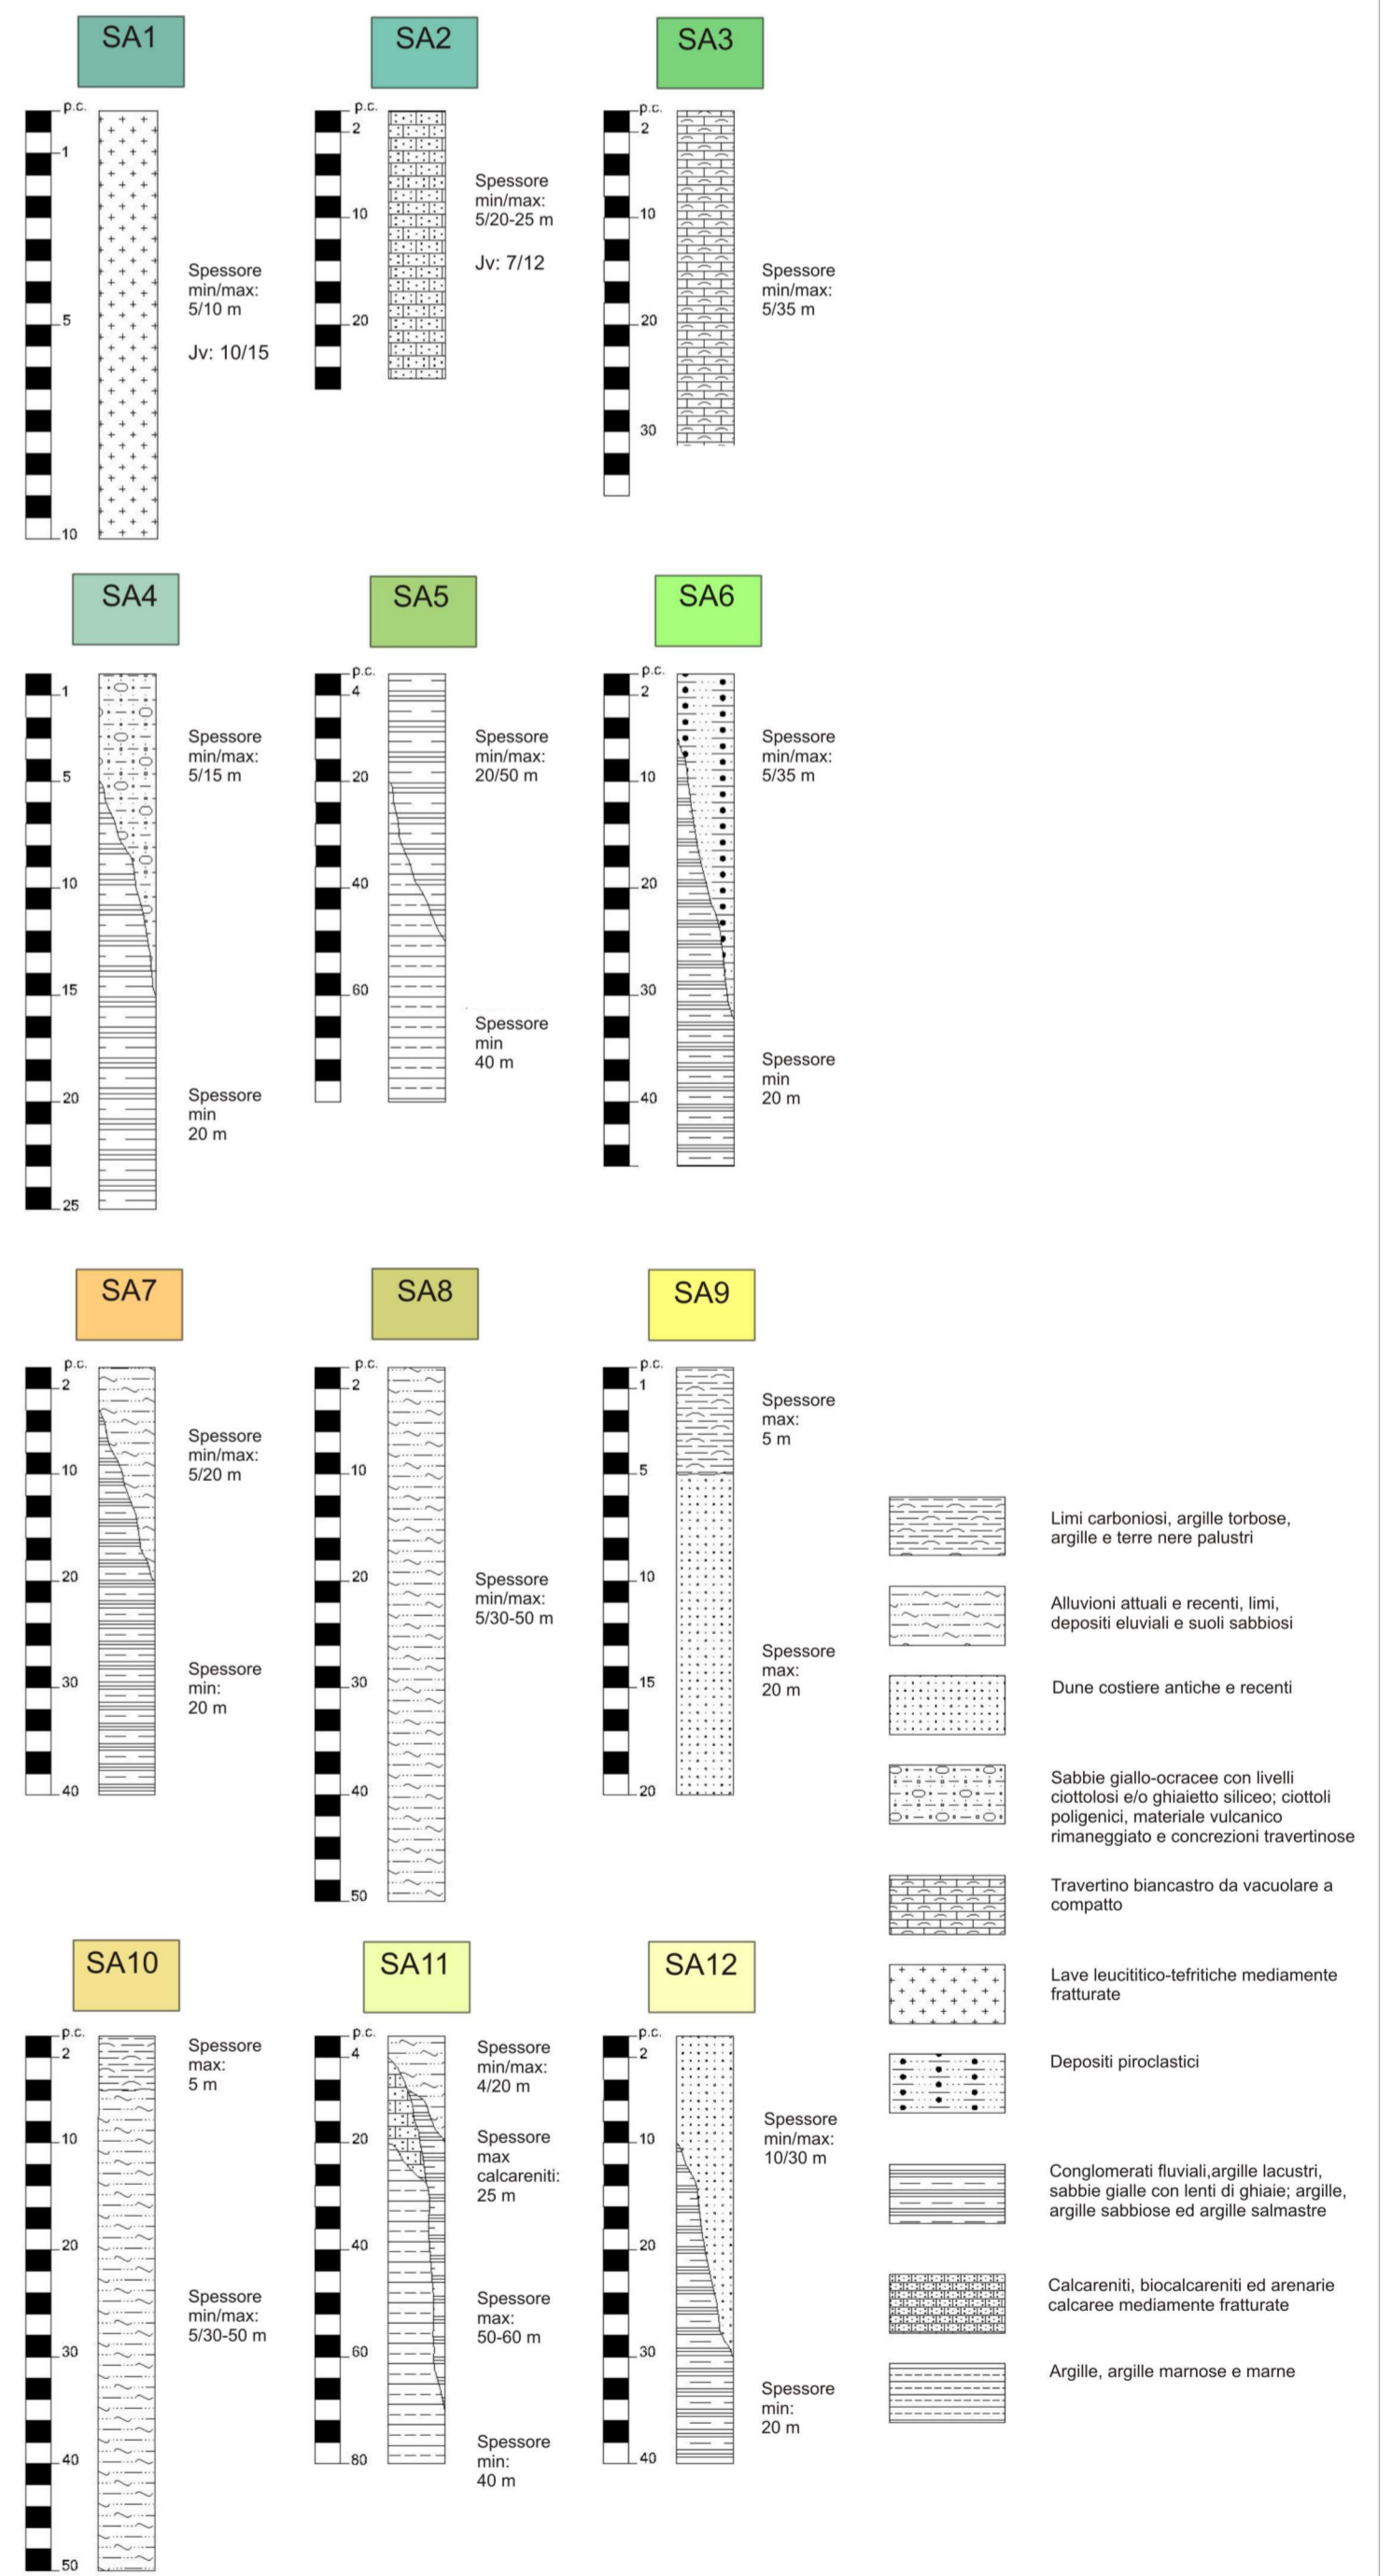 SA1
p.c.
1
5
10
Spessore
min/max:
5/10 m
Jv: 10/15
SA2
p.c.
2
10
20
Spessore
min/max:
5/20-25 m
Jv: 7/12
SA3
p.c.
2
10
20
30
Spessore
min/max:
5/35 m
SA4
1
5
10
15
20
25
Spessore
min/max:
5/15 m
Spessore
min
20 m
SA5
p.c.
4
20
40
60
Spessore
min/max:
20/50 m
Spessore
min
40 m
SA6
p.c.
2
10
20
30
40
Spessore
min/max:
5/35 m
Spessore
min
20 m
SA7
p.c.
2
10
20
30
40
Spessore
min/max:
5/20 m
Spessore
min:
20 m
SA8
p.c.
2
10
20
30
40
50
Spessore
min/max:
5/30-50 m
SA9
p.c.
1
5
10
15
20
Spessore
max:
5 m
Spessore
max:
20 m
SA10
p.c.
2
10
20
30
40
50
Spessore
max:
5 m
Spessore
min/max:
5/30-50 m
SA11
p.c.
4
20
40
60
80
Spessore
min/max:
4/20 m
Spessore
max
calcareniti:
25 m
Spessore
max:
50-60 m
Spessore
min:
40 m
SA12
p.c.
2
10
20
30
40
Spessore
min/max:
10/30 m
Spessore
min:
20 m
Limi carboniosi, argille torbose,
argille e terre nere palustri
Alluvioni attuali e recenti, limi,
depositi eluviali e suoli sabbiosi
Dune costiere antiche e recenti
Sabbie giallo-ocracee con livelli
ciottolosi e/o ghiaietto siliceo; ciottoli
poligenici, materiale vulcanico
rimaneggiato e concrezioni travertinose
Travertino biancastro da vacuolare a
compatto
Lave leucititico-tefritiche mediamente
fratturate
Depositi piroclastici
Conglomerati fluviali,argille lacustri,
sabbie gialle con lenti di ghiaie; argille,
argille sabbiose ed argille salmastre
Calcareniti, biocalcareniti ed arenarie
calcaree mediamente fratturate
Argille, argille marnose e marne